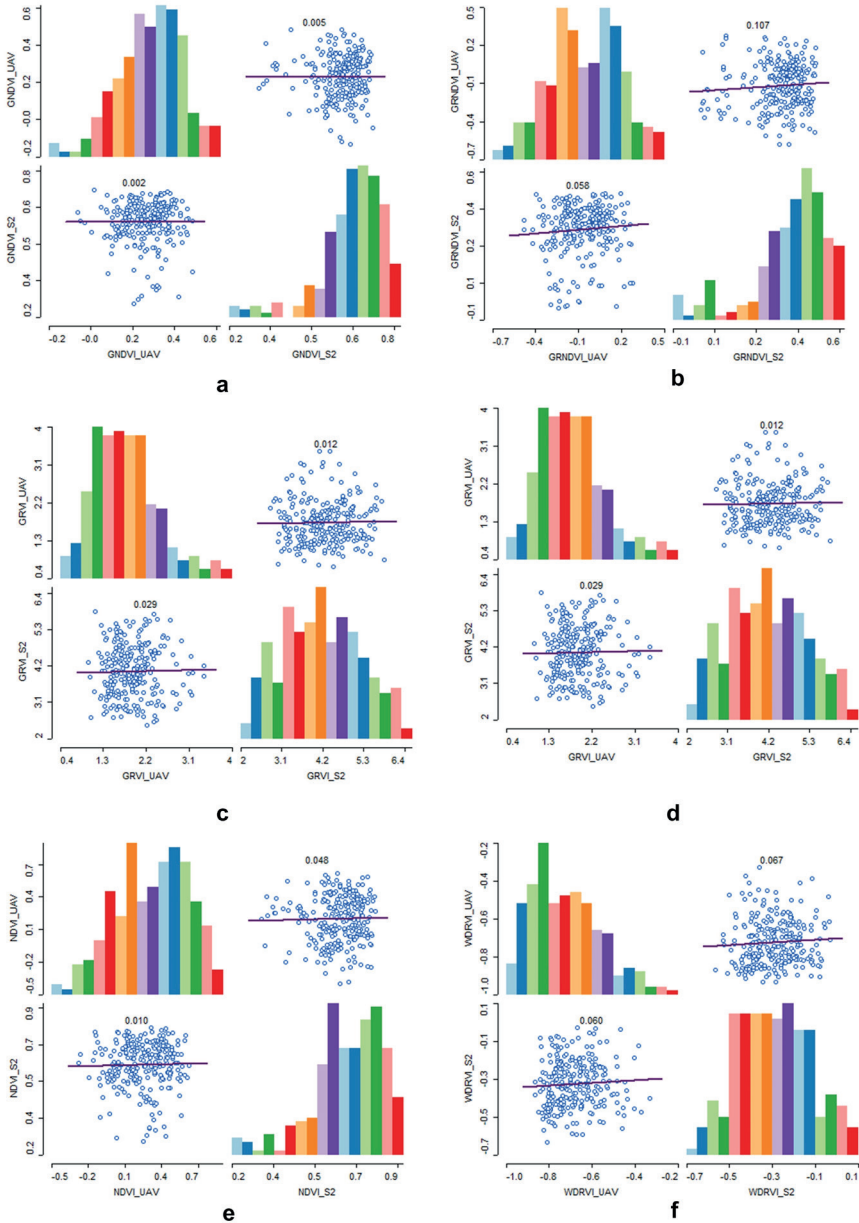 GNDVI_UAV
0.6
0.4
0.2
-0.0
-0.2
0.005
GNDVI_S2
0.8
0.6
0.5
0.3
0.2
0.002
-0.2 -0.0 0.2 0.4 0.6
GNDVI_UAV
0.2 0.3 0.5 0.6 0.8
GNDVI_S2
a
GRNDVI_UAV
0.5
0.2
-0.1
-0.4
-0.7
0.107
GRNDVI_S2
0.6
0.4
0.2
0.1
-0.1
0.058
-0.7 -0.4 -0.1 0.2 0.5
GRNDVI_UAV
-0.1 0.1 0.2 0.4 0.6
GRNDVI_S2
b
GRVI_UAV
4
3.1
2.2
1.3
0.4
0.012
GRVI_S2
6.4
5.3
4.2
3.1
2
0.029
0.4 1.3 2.2 3.1 4
GRVI_UAV
2 3.1 4.2 5.3 6.4
GRVI_S2
c
GRVI_UAV
4
3.1
2.2
1.3
0.4
0.012
GRVI_S2
6.4
5.3
4.2
3.1
2
0.029
0.4 1.3 2.2 3.1 4
GRVI_UAV
2 3.1 4.2 5.3 6.4
GRVI_S2
d
NDVI_UAV
0.7
0.4
0.1
-0.2
-0.5
0.048
NDVI_S2
0.9
0.7
0.5
0.4
0.2
0.010
-0.5 -0.2 0.1 0.4 0.7
NDVI_UAV
0.2 0.4 0.5 0.7 0.9
NDVI_S2
e
WDRVI_UAV
-0.2
-0.4
-0.6
-0.8
-1.0
0.067
WDRVI_S2
0.1
-0.1
-0.3
-0.5
-0.7
0.060
-1.0 -0.8 -0.6 -0.4 -0.2
WDRVI_UAV
-0.7 -0.5 -0.3 -0.1 0.1
WDRVI_S2
f